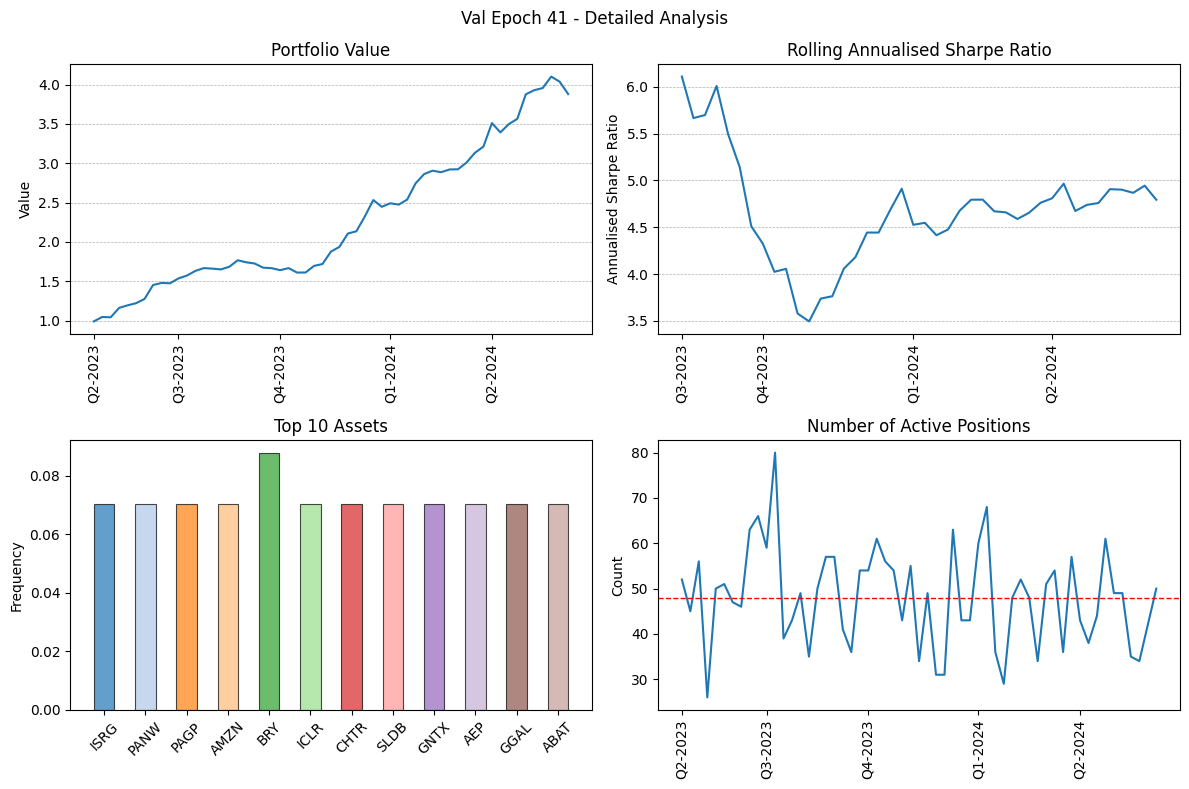 Val Epoch 41 - Detailed Analysis
Portfolio Value
Value
4.0
3.5
3.0
2.5
2.0
1.5
1.0
Q2-2023
Q3-2023
Q4-2023
Q1-2024
Q2-2024
Rolling Annualised Sharpe Ratio
Annualised Sharpe Ratio
6.0
5.5
5.0
4.5
4.0
3.5
Q3-2023
Q4-2023
Q1-2024
Q2-2024
Top 10 Assets
Frequency
0.08
0.06
0.04
0.02
0.00
ISRG
PANW
PAGP
AMZN
BRY
ICLR
CHTR
SLDB
GNTX
AEP
GGAL
ABAT
Number of Active Positions
Count
80
70
60
50
40
30
Q2-2023
Q3-2023
Q4-2023
Q1-2024
Q2-2024